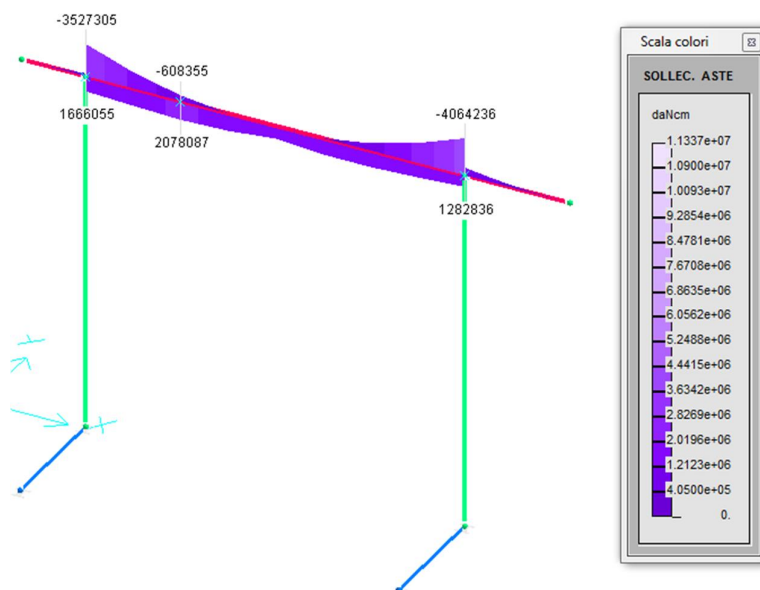 -3527305
-608355
1666055
2078087
-4064236
1282836
Scala colori
SOLLEC. ASTE
daNcm
1.1337e+07
1.0900e+07
1.0093e+07
9.2854e+06
8.4781e+06
7.6708e+06
6.8635e+06
6.0562e+06
5.2488e+06
4.4415e+06
3.6342e+06
2.8269e+06
2.0196e+06
1.2123e+06
4.0500e+05
0.